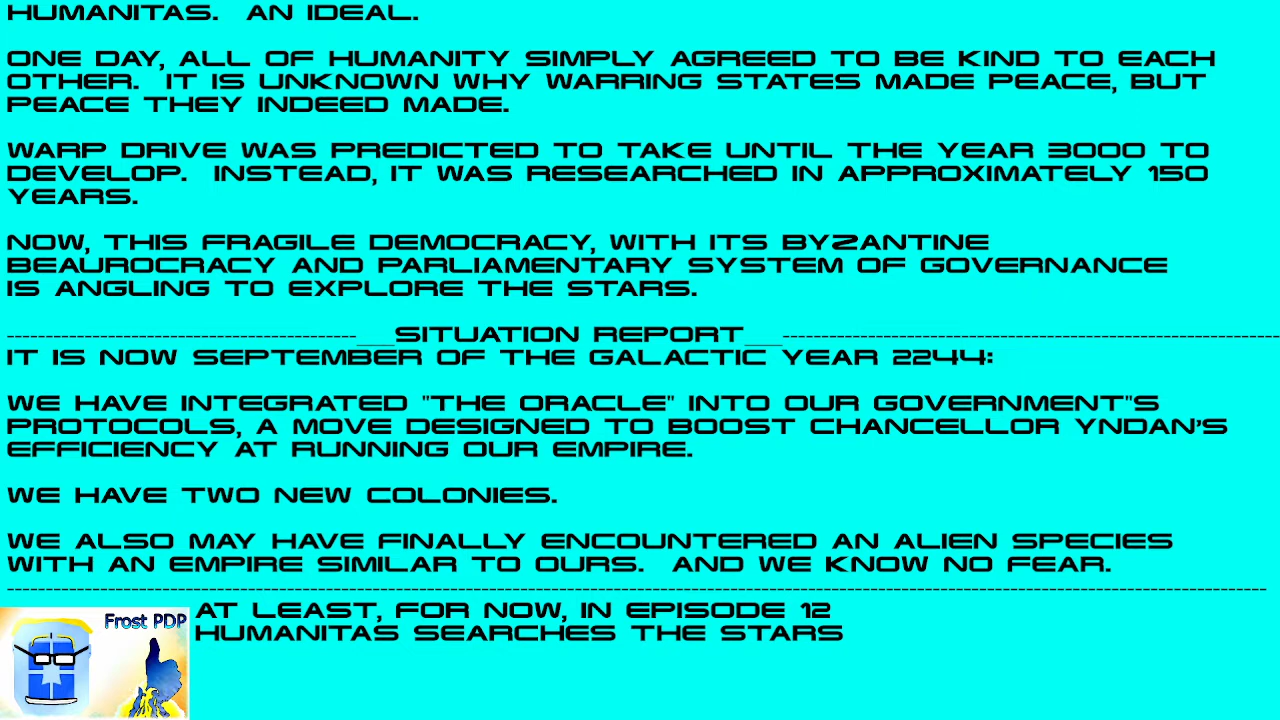 HUMANITAS.  AN IDEAL.
ONE DAY, ALL OF HUMANITY SIMPLY AGREED TO BE KIND TO EACH
OTHER.  IT IS UNKNOWN WHY WARRING STATES MADE PEACE, BUT
PEACE THEY INDEED MADE.
WARP DRIVE WAS PREDICTED TO TAKE UNTIL THE YEAR 3000 TO
DEVELOP.  INSTEAD, IT WAS RESEARCHED IN APPROXIMATELY 150
YEARS.
NOW, THIS FRAGILE DEMOCRACY, WITH ITS BYZANTINE
BEAUROCRACY AND PARLIAMENTARY SYSTEM OF GOVERNANCE
IS ANGLING TO EXPLORE THE STARS.
SITUATION REPORT
IT IS NOW SEPTEMBER OF THE GALACTIC YEAR 2244:
WE HAVE INTEGRATED "THE ORACLE" INTO OUR GOVERNMENT"S
PROTOCOLS, A MOVE DESIGNED TO BOOST CHANCELLOR YNDAN'S
EFFICIENCY AT RUNNING OUR EMPIRE.
WE HAVE TWO NEW COLONIES.
WE ALSO MAY HAVE FINALLY ENCOUNTERED AN ALIEN SPECIES
WITH AN EMPIRE SIMILAR TO OURS.  AND WE KNOW NO FEAR.
AT LEAST, FOR NOW, IN EPISODE 12
HUMANITAS SEARCHES THE STARS
Frost PDP